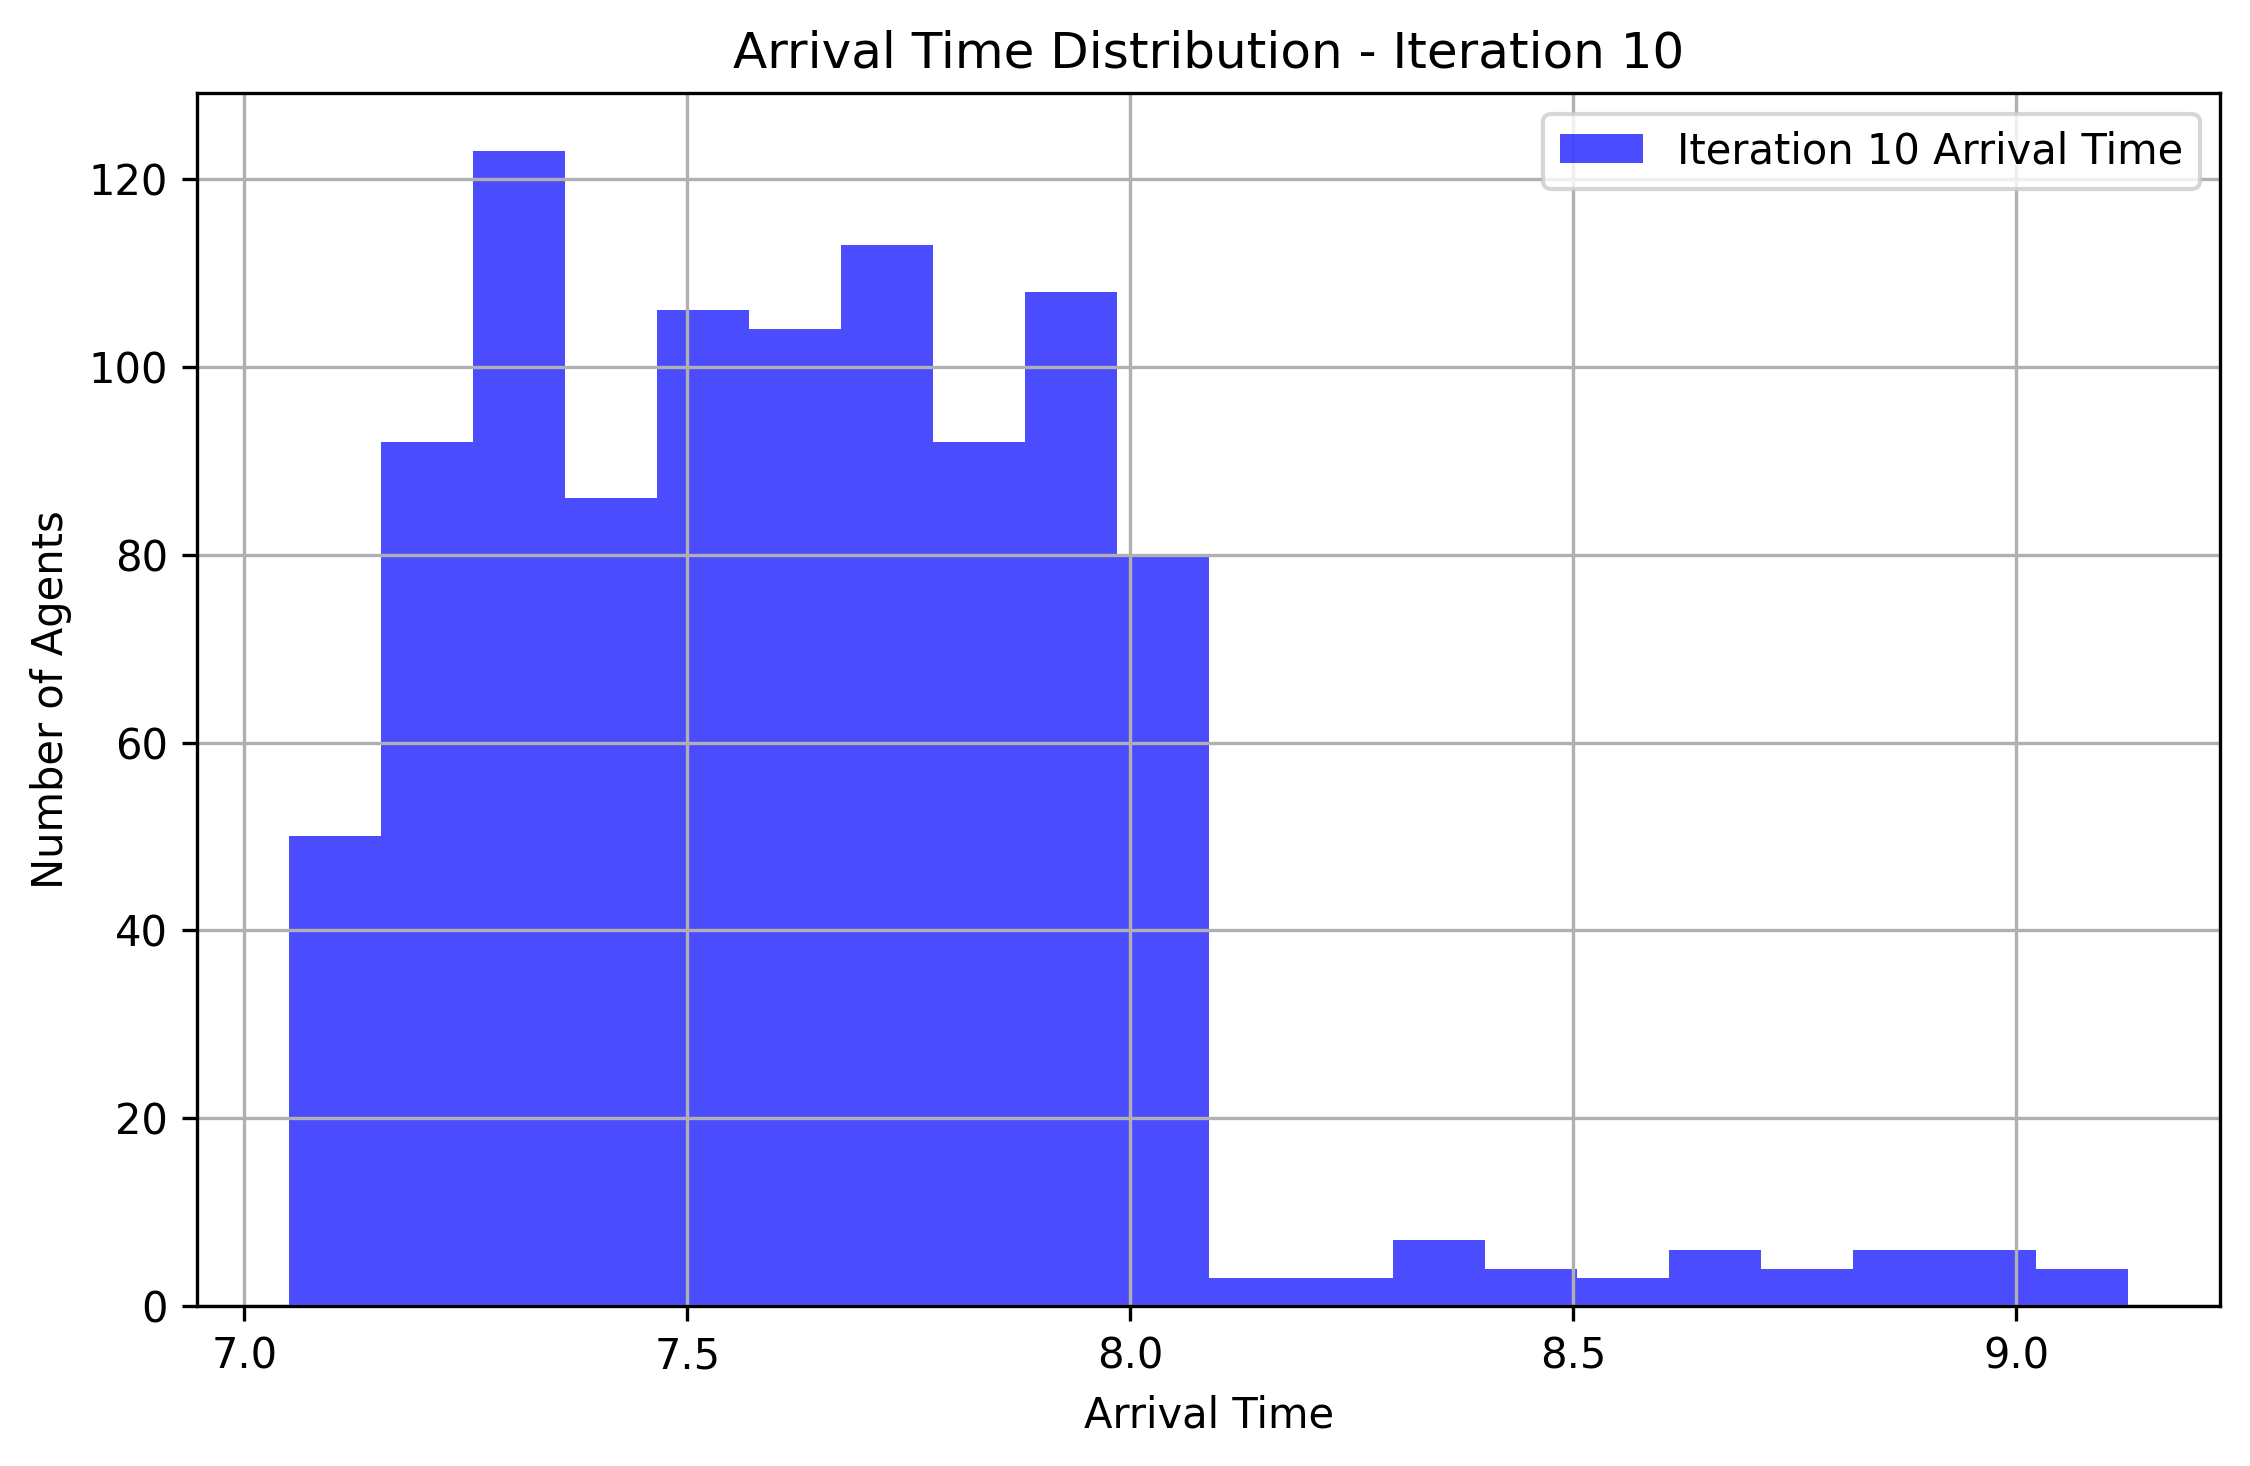 Arrival Time Distribution - Iteration 10
Iteration 10 Arrival Time
Number of Agents
120
100
80
60
40
20
0
7.0 7.5 8.0 8.5 9.0
Arrival Time